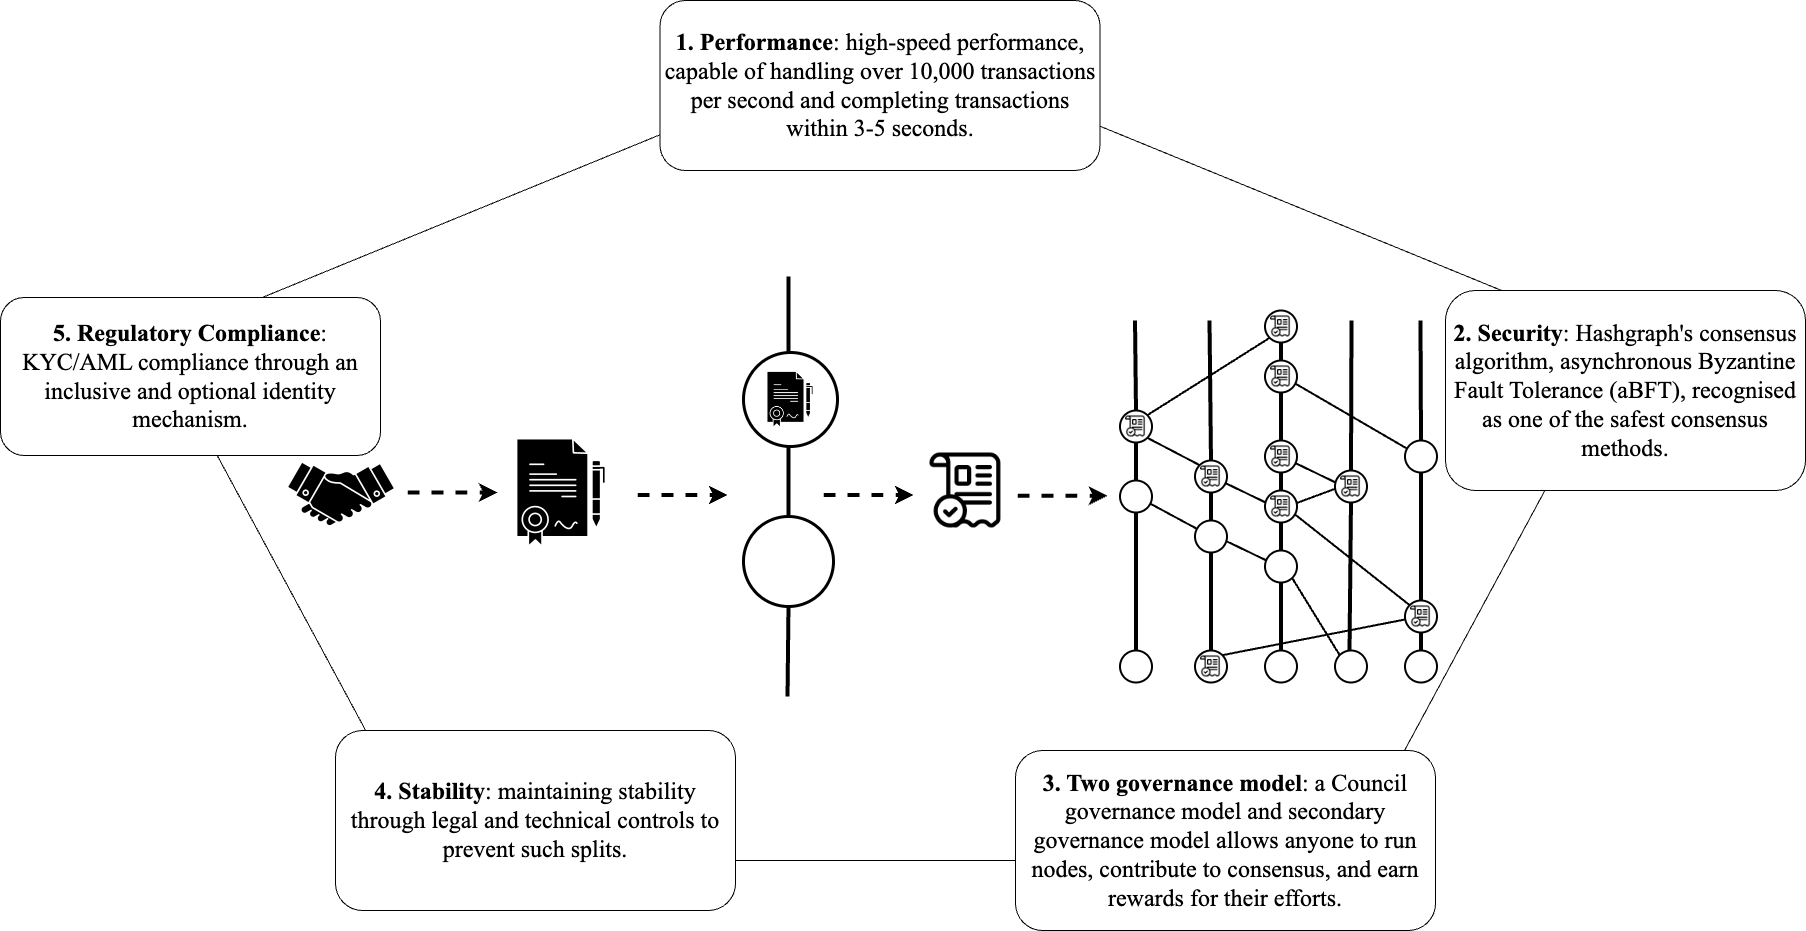 1. Performance: high-speed performance,
capable of handling over 10,000 transactions
per second and completing transactions
within 3-5 seconds.
5. Regulatory Compliance:
KYC/AML compliance through an
inclusive and optional identity
mechanism.
2. Security: Hashgraph's consensus
algorithm, asynchronous Byzantine
Fault Tolerance (aBFT), recognised
as one of the safest consensus
methods.
4. Stability: maintaining stability
through legal and technical controls to
prevent such splits.
3. Two governance model: a Council
governance model and secondary
governance model allows anyone to run
nodes, contribute to consensus, and earn
rewards for their efforts.